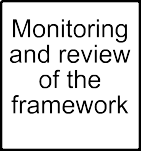 Monitoring
and review
of the
framework